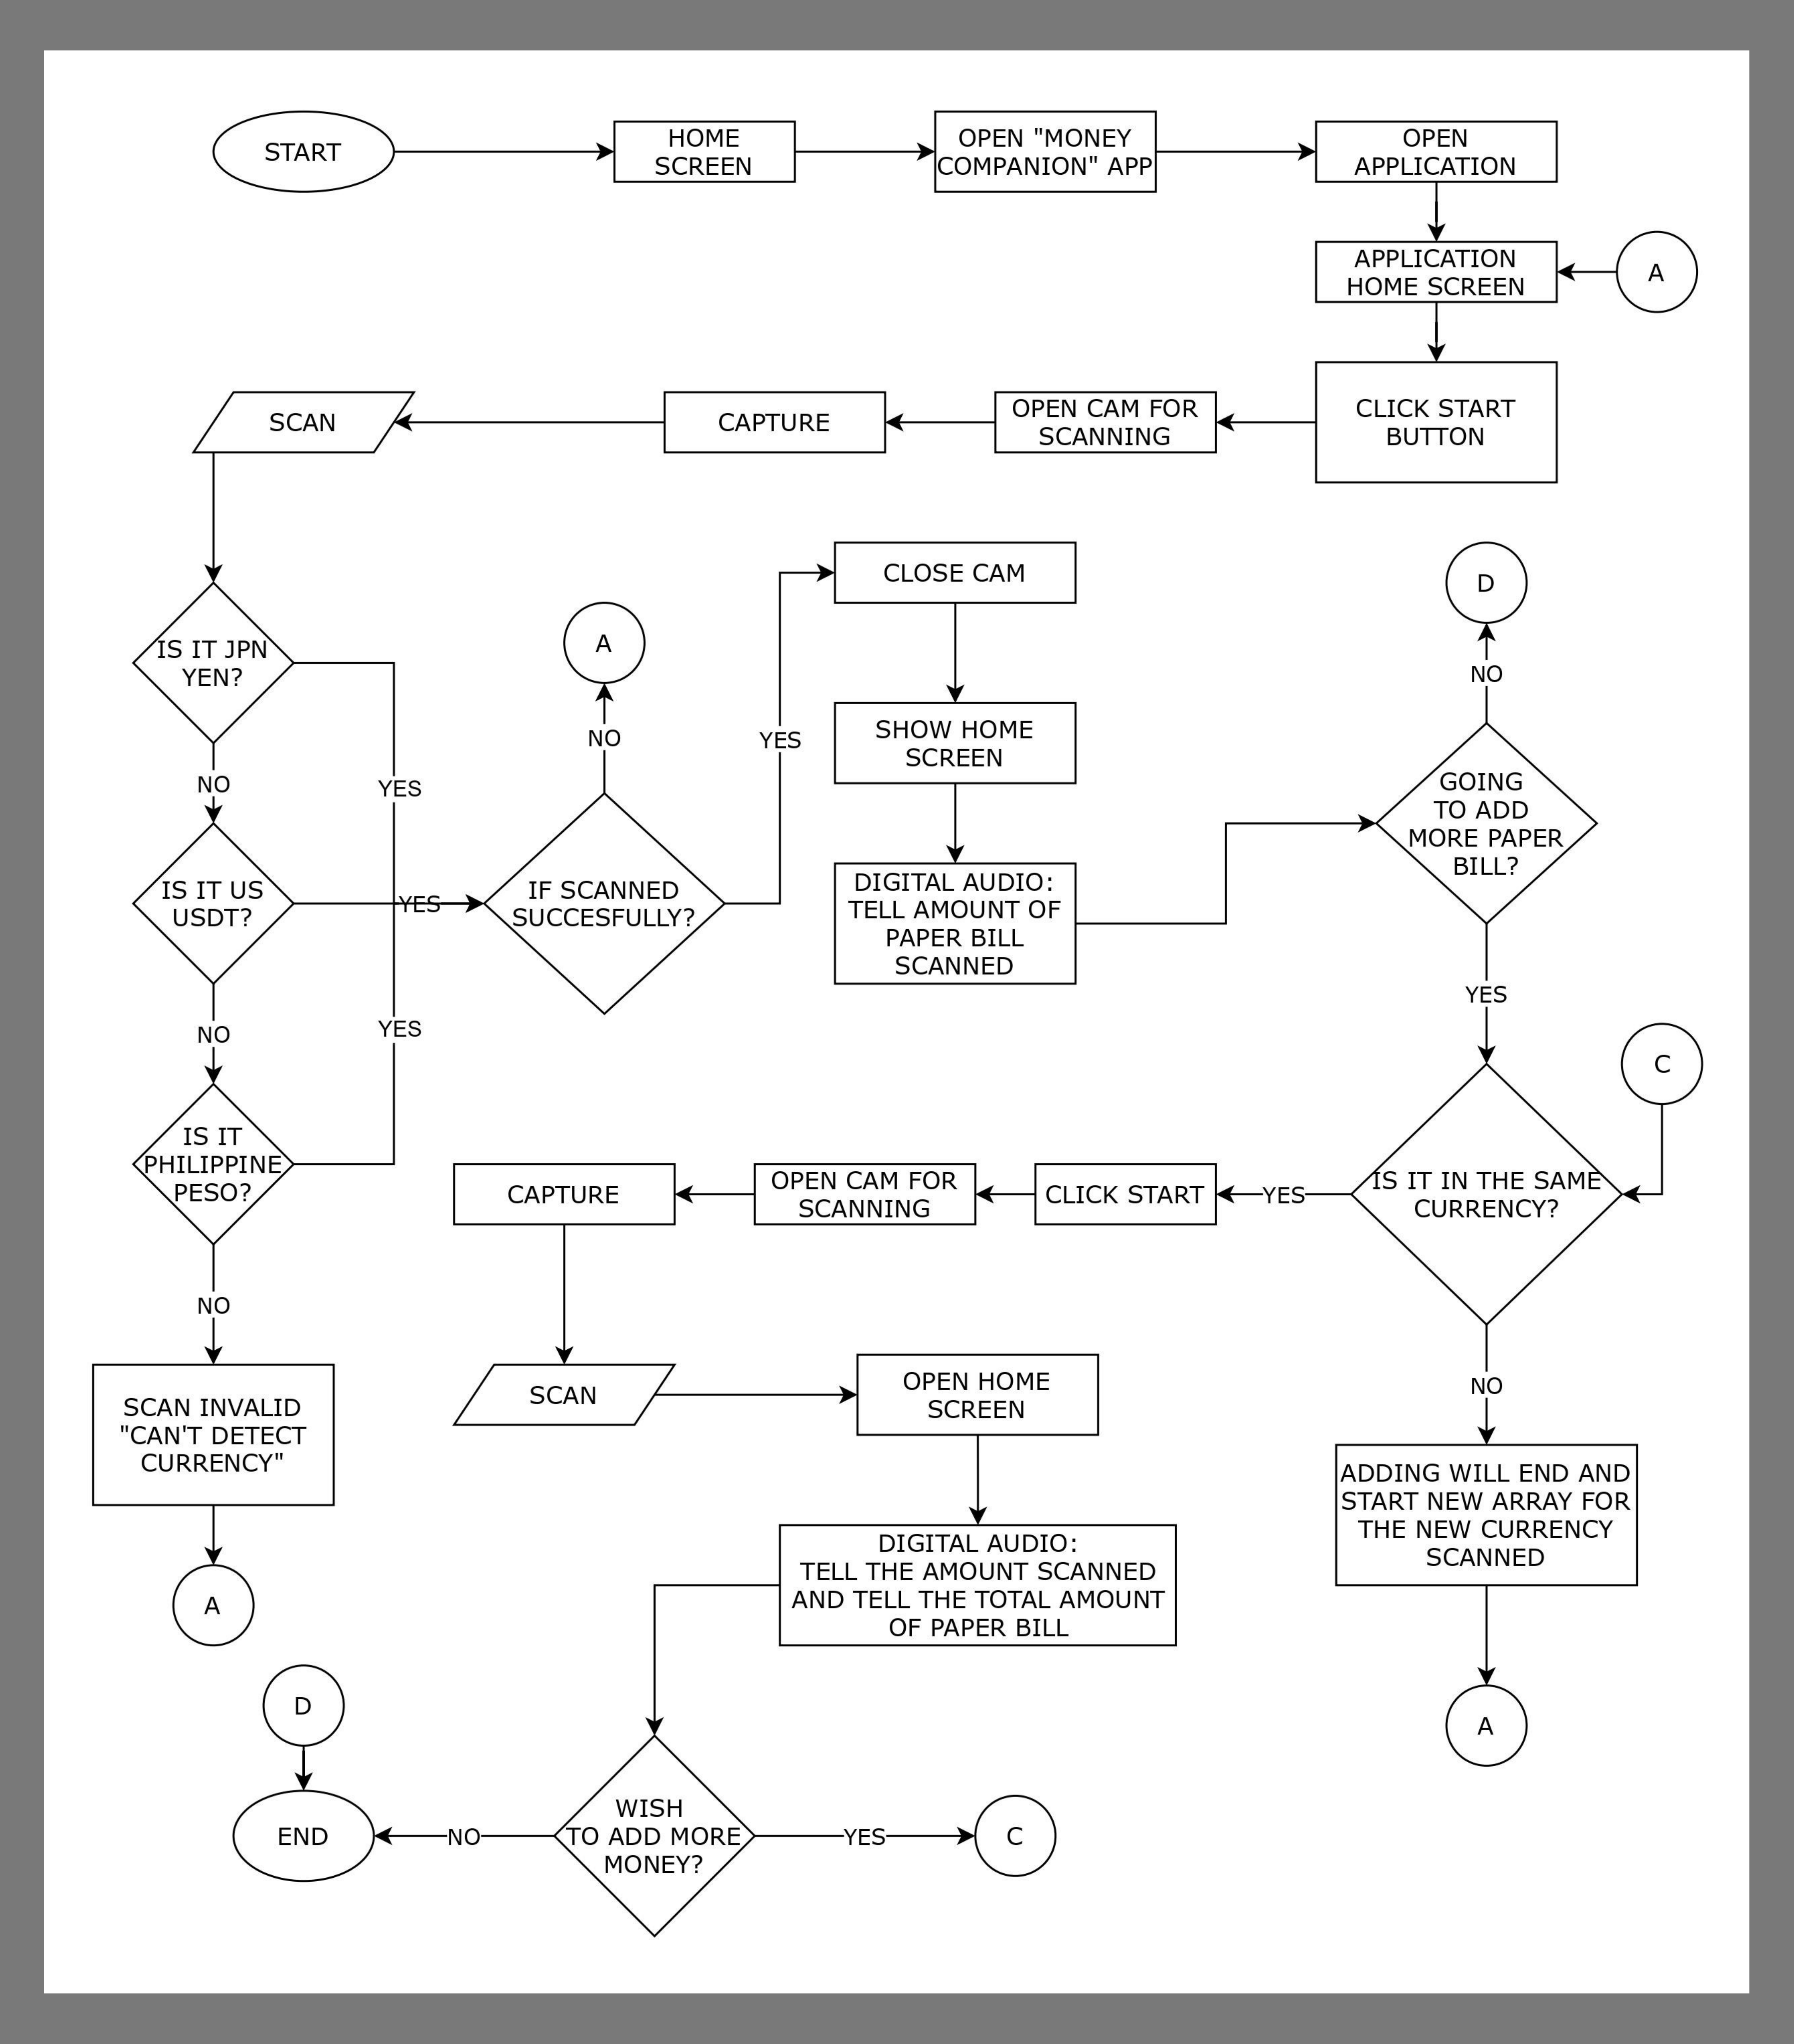 START
HOME
SCREEN
OPEN "MONEY
COMPANION" APP
OPEN
APPLICATION
APPLICATION
HOME SCREEN
A
CLICK START
BUTTON
OPEN CAM FOR
SCANNING
CAPTURE
SCAN
IS IT JPN
YEN?
NO
YES
IS IT US
USDT?
YES
NO
YES
IS IT
PHILIPPINE
PESO?
NO
SCAN INVALID
"CAN'T DETECT
CURRENCY"
A
IF SCANNED
SUCCESFULLY?
NO
A
YES
CLOSE CAM
SHOW HOME
SCREEN
DIGITAL AUDIO:
TELL AMOUNT OF
PAPER BILL
SCANNED
GOING
TO ADD
MORE PAPER
BILL?
NO
D
YES
C
IS IT IN THE SAME
CURRENCY?
YES
CLICK START
OPEN CAM FOR
SCANNING
CAPTURE
SCAN
OPEN HOME
SCREEN
DIGITAL AUDIO:
TELL THE AMOUNT SCANNED
AND TELL THE TOTAL AMOUNT
OF PAPER BILL
NO
ADDING WILL END AND
START NEW ARRAY FOR
THE NEW CURRENCY
SCANNED
A
WISH
TO ADD MORE
MONEY?
YES
C
NO
D
END